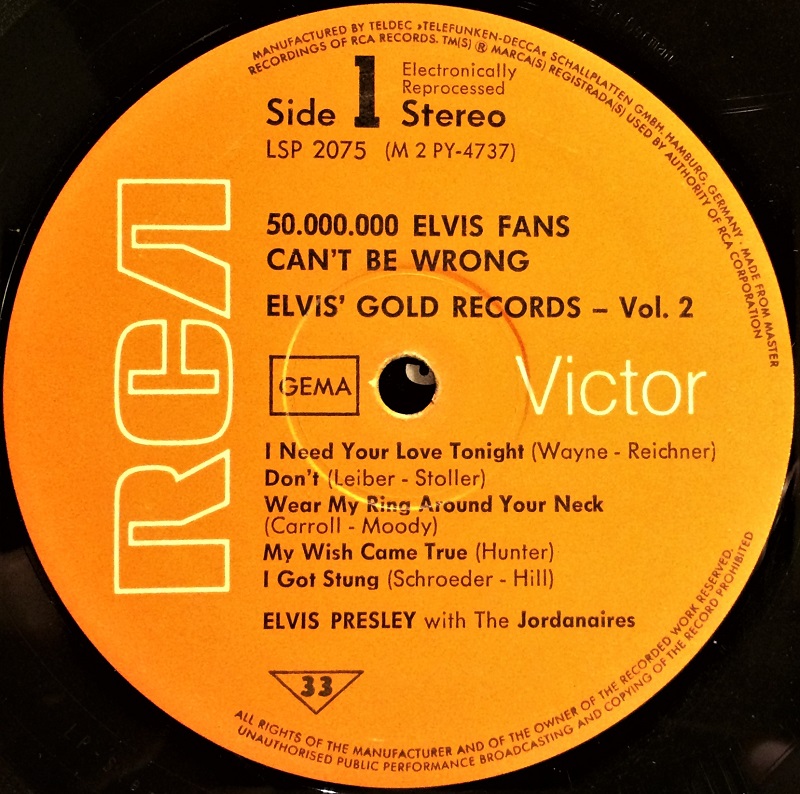 MANUFACTURED BY TELDEC »TELEFUNKEN-DECCA« SCHALLPLATTEN GMBH, HAMBURG, GERMANY · MADE FROM MASTER
RECORDINGS OF RCA RECORDS. TM(S) ® MARCA(S) REGISTRADA(S) USED BY AUTHORITY OF RCA CORPORATION
Electronically
Reprocessed
Side 1 Stereo
LSP 2075 (M 2 PY-4737)
50.000.000 ELVIS FANS
CAN'T BE WRONG
ELVIS' GOLD RECORDS – Vol. 2
RCA
GEMA
Victor
I Need Your Love Tonight (Wayne - Reichner)
Don't (Leiber - Stoller)
Wear My Ring Around Your Neck
(Carroll - Moody)
My Wish Came True (Hunter)
I Got Stung (Schroeder - Hill)
ELVIS PRESLEY with The Jordanaires
33
ALL RIGHTS OF THE MANUFACTURER AND OF THE OWNER OF THE RECORDED WORK RESERVED.
UNAUTHORISED PUBLIC PERFORMANCE BROADCASTING AND COPYING OF THE RECORD PROHIBITED